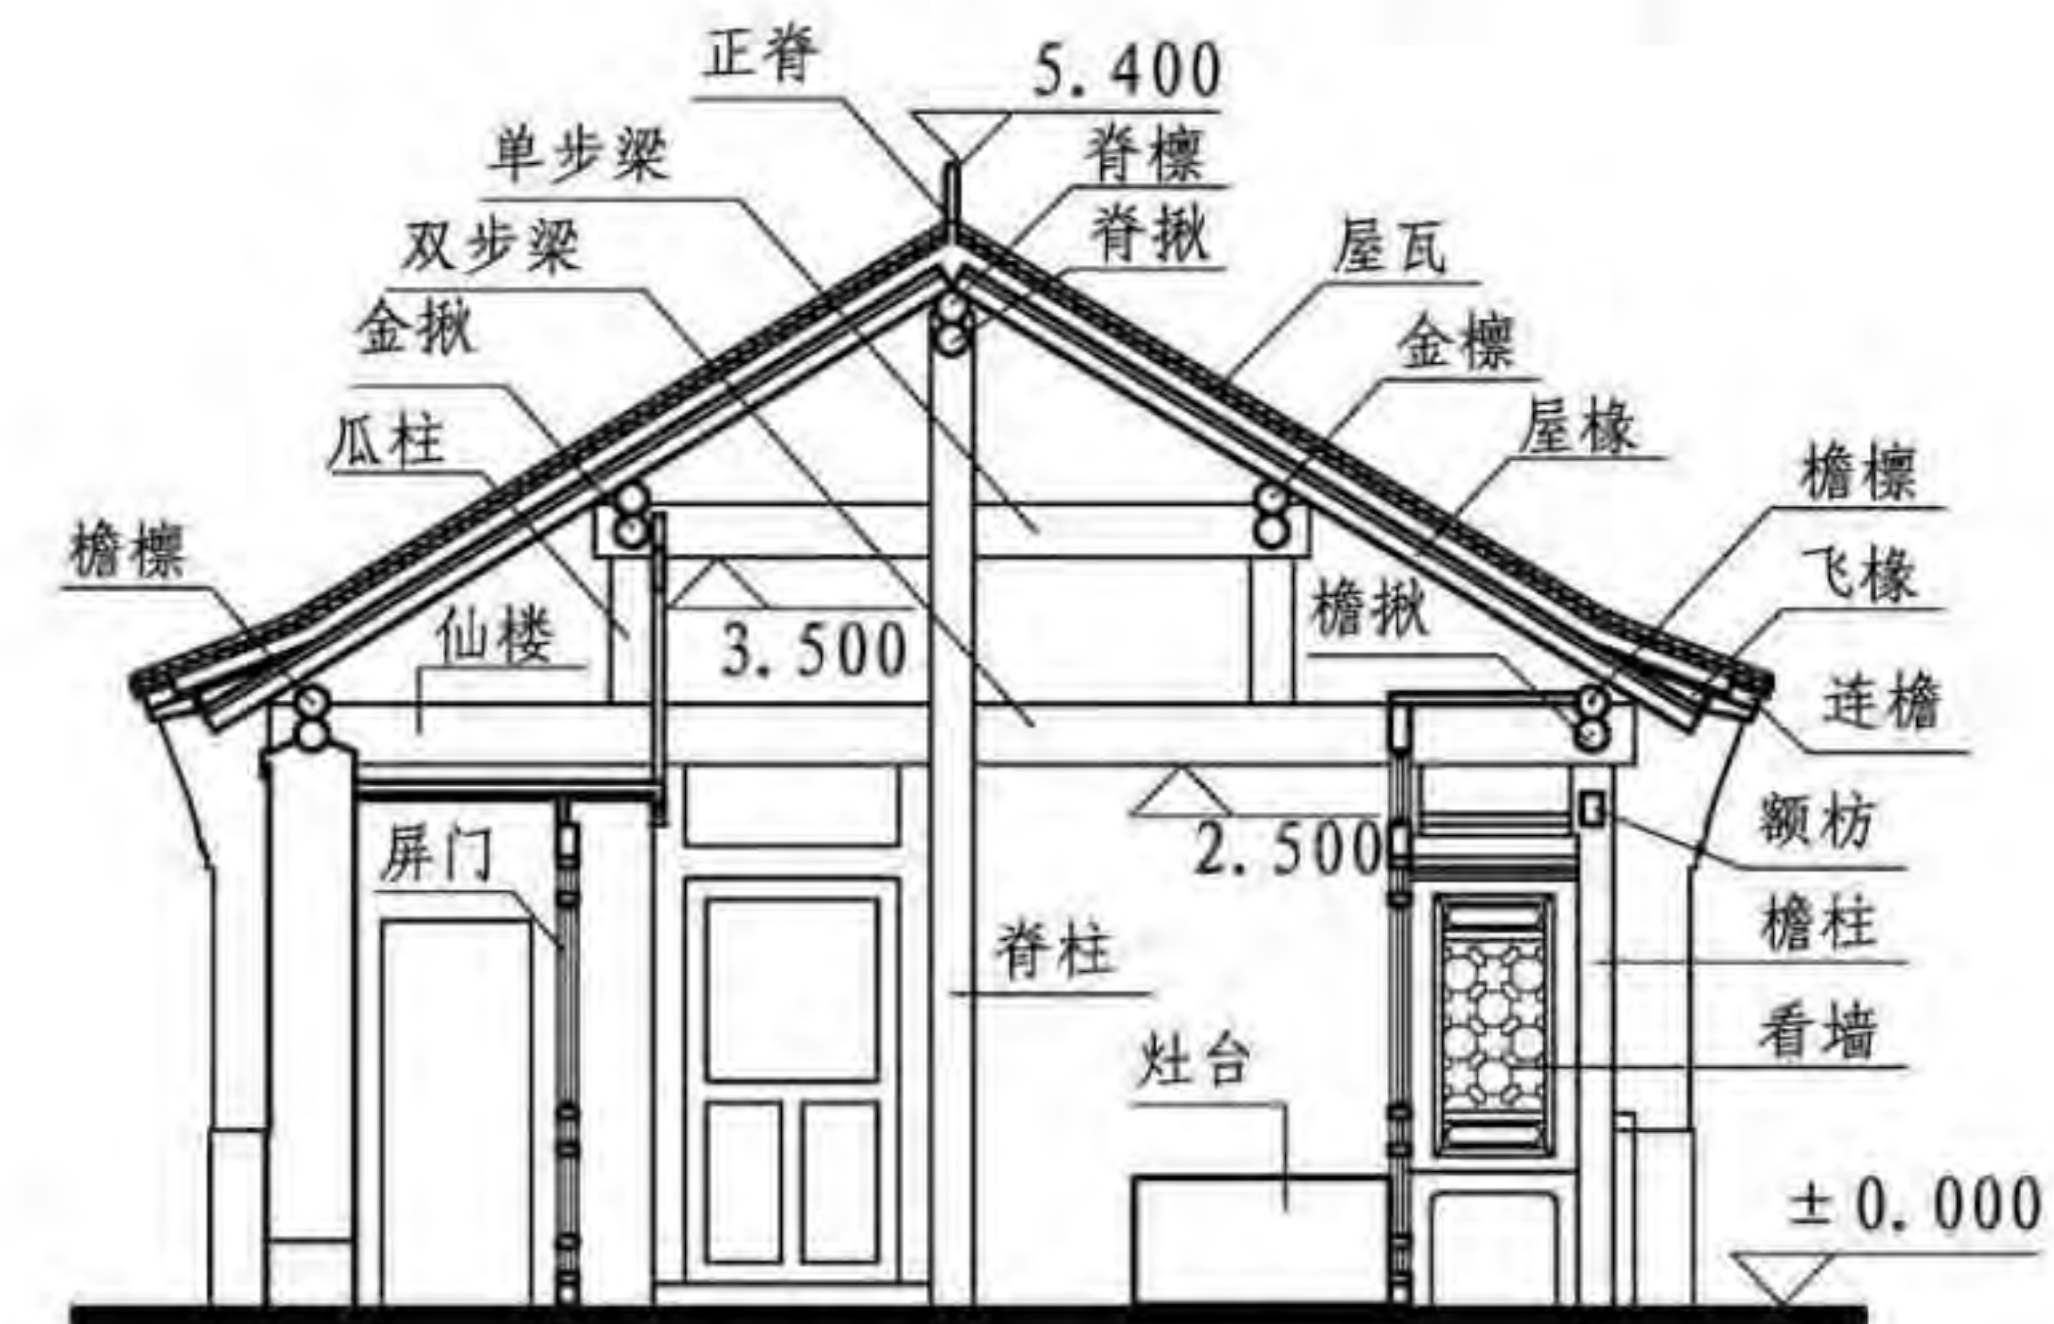 正脊
5.400
单步梁
脊檩
脊揪
双步梁
屋瓦
金揪
金檩
瓜柱
屋椽
檐檩
檐檩
飞椽
仙楼
檐揪
3.500
连檐
额枋
屏门
2.500
檐柱
脊柱
看墙
灶台
±0.000